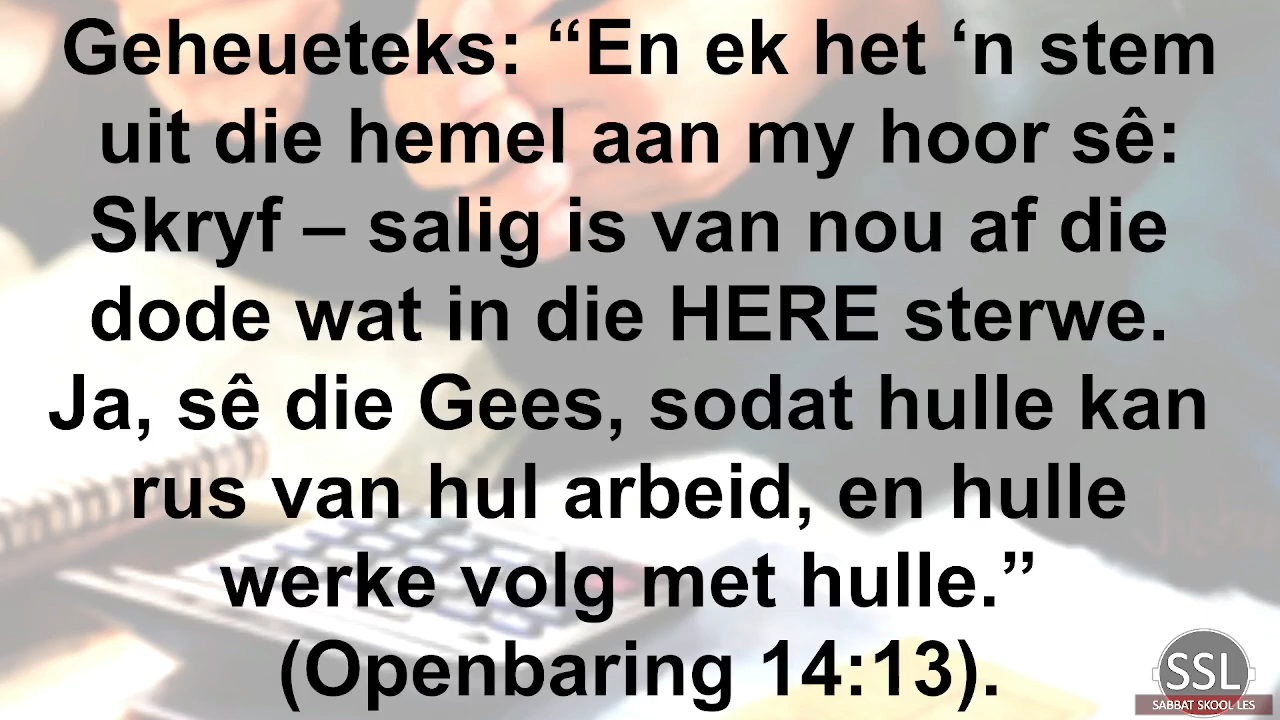 Geheueteks: “En ek het ‘n stem
uit die hemel aan my hoor sê:
Skryf – salig is van nou af die
dode wat in die HERE sterwe.
Ja, sê die Gees, sodat hulle kan
rus van hul arbeid, en hulle
werke volg met hulle.”
(Openbaring 14:13).
SSL
SABBAT SKOOL LES